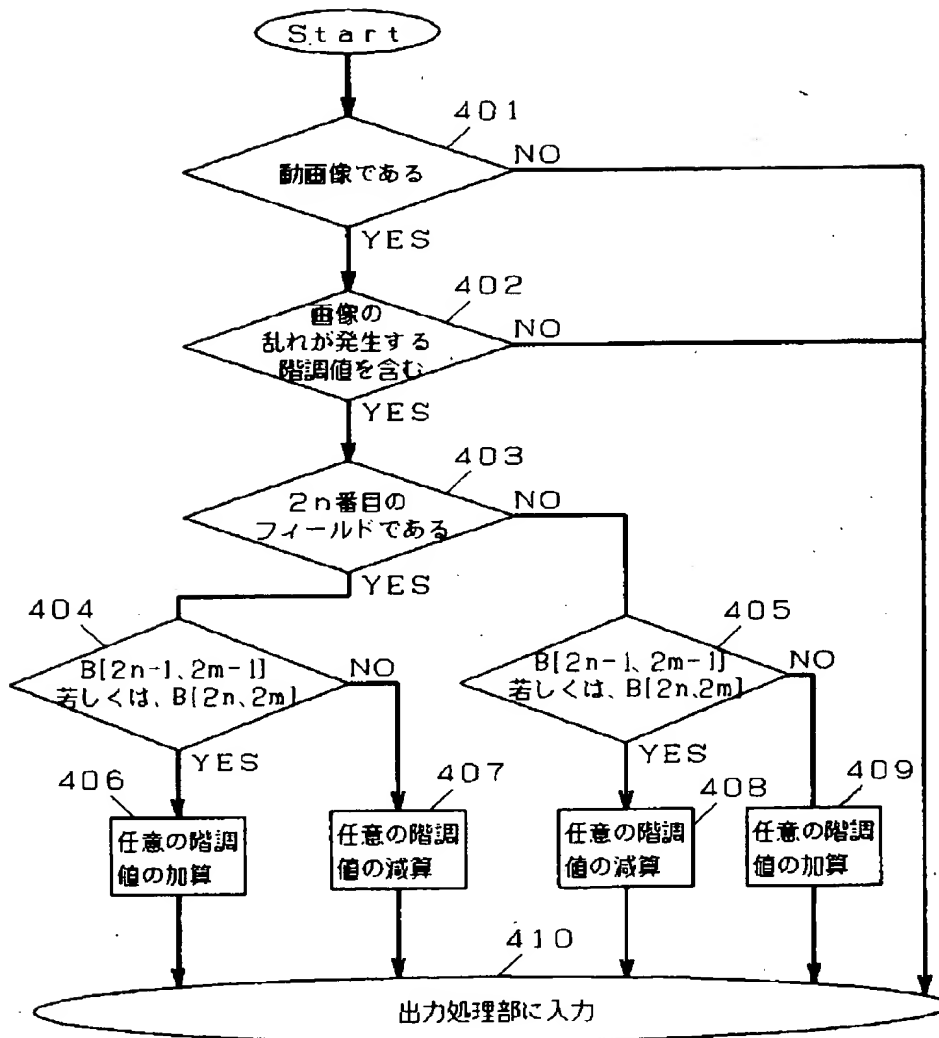 Start
401
動画像である
NO
YES
402
画像の
乱れが発生する
階調値を含む
NO
YES
403
2n番目の
フィールドである
NO
YES
404
B[2n-1、2m-1]
若しくは、B[2n、2m]
NO
YES
405
B[2n-1、2m-1]
若しくは、B[2n、2m]
NO
YES
406
任意の階調
値の加算
407
任意の階調
値の減算
408
任意の階調
値の減算
409
任意の階調
値の加算
410
出力処理部に入力